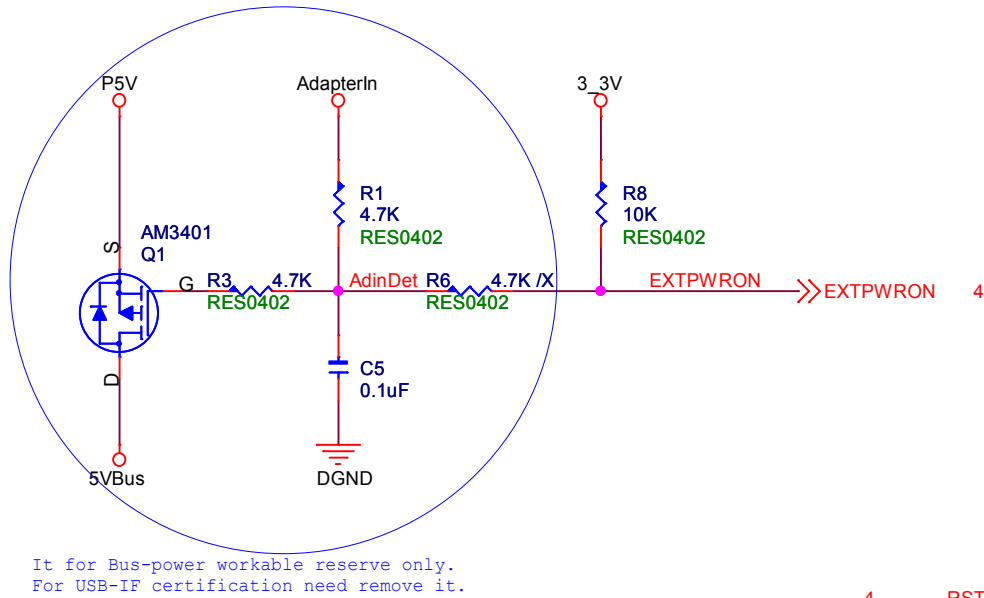 P5V
AdapterIn
3_3V
R1
4.7K
RES0402
R8
10K
RES0402
S
AM3401
Q1
G
R3
4.7K
RES0402
AdinDet
R6
4.7K /X
RES0402
EXTPWRON
EXTPWRON 4
D
C5
0.1uF
5VBus
DGND
It for Bus-power workable reserve only.
For USB-IF certification need remove it.
4
RST